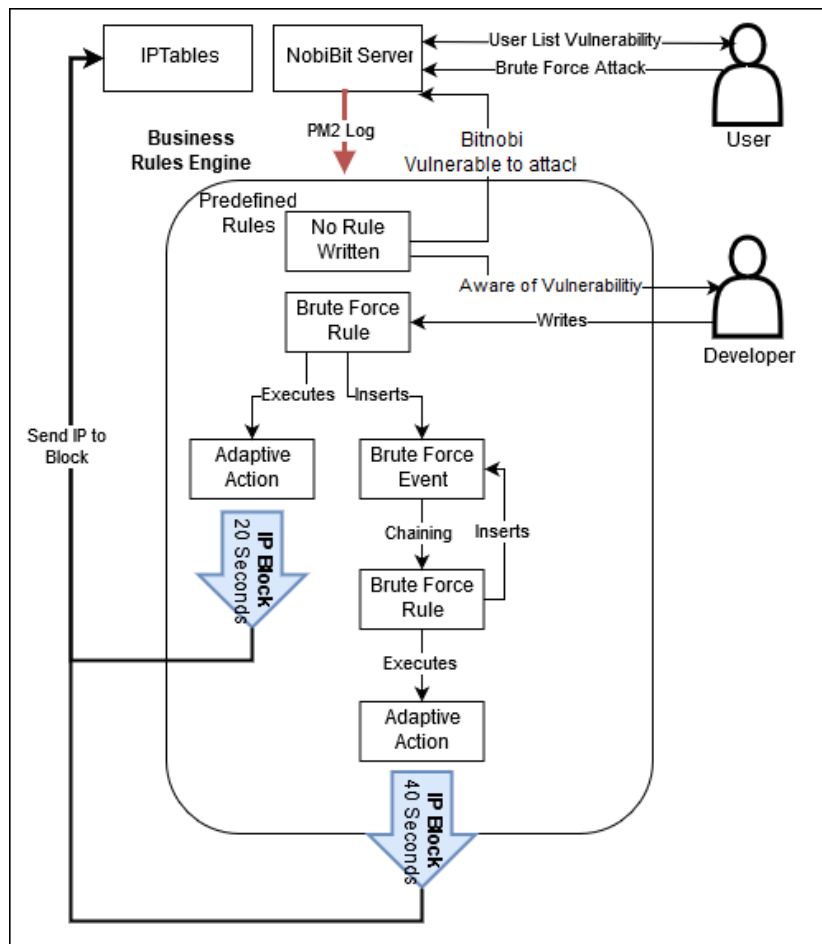 IPTables
NobiBit Server
User List Vulnerability
Brute Force Attack
User
PM2 Log
Business
Rules Engine
Bitnobi
Vulnerable to attack
Predefined
Rules
No Rule
Written
Aware of Vulnerabilitiy
Brute Force
Rule
Writes
Developer
Executes
Inserts
Send IP to
Block
Adaptive
Action
Brute Force
Event
IP Block
20 Seconds
Chaining
Inserts
Brute Force
Rule
Executes
Adaptive
Action
IP Block
40 Seconds